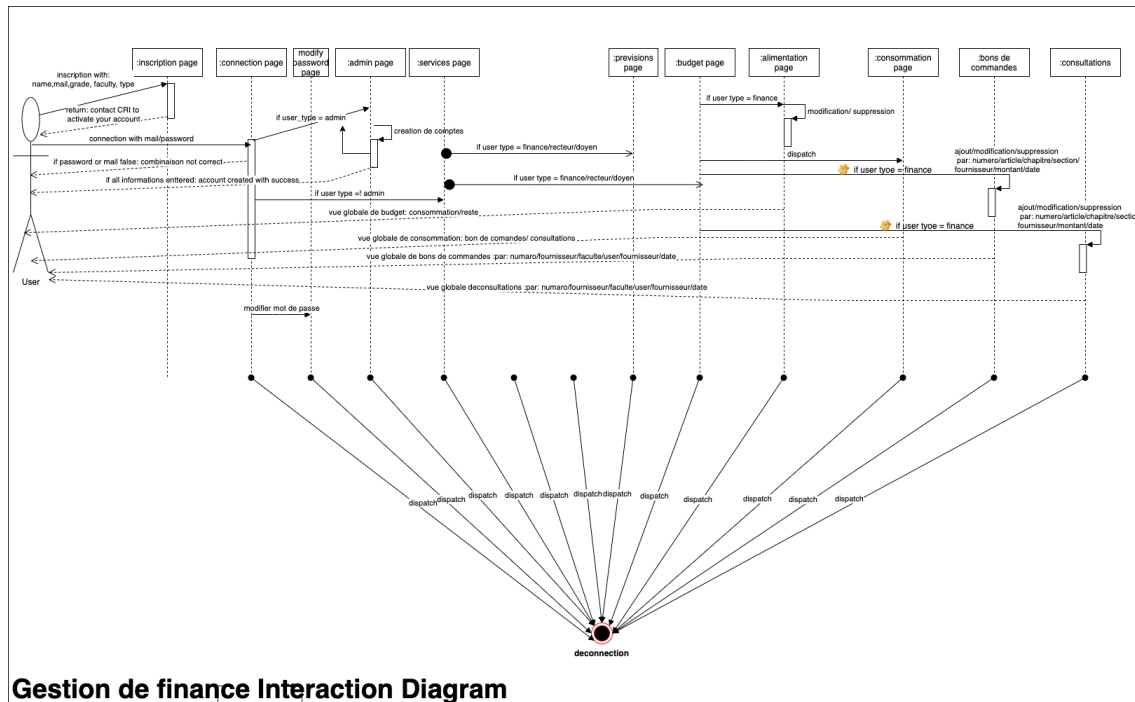 :inscription page
:connection page
modify
password
page
:admin page
:services page
:previsions
page
:budget page
:alimentation
page
:consommation
page
:bons de
commandes
:consultations
inscription with:
name,mail,grade, faculty, type
return: contact CRI to
activate your account
if user_type = admin
if user type = finance
modification/ suppression
creation de comptes
connection with mail/password
if user type = finance/recteur/doyen
dispatch
ajout/modification/suppression
par: numero/article/chapitre/section/
fournisseur/montant/date
if password or mail false: combinaison not correct
if user type = finance
if all informations entered: account created with success
if user type = finance/recteur/doyen
if user type =! admin
vue globale de budget: consommation/reste
ajout/modification/suppression
par: numero/article/chapitre/sectio
fournisseur/montant/date
if user type = finance
vue globale de consommation: bon de comandes/ consultations
vue globale de bons de commandes :par: numaro/fournisseur/faculte/user/fournisseur/date
User
vue globale deconsultations :par: numaro/fournisseur/faculte/user/fournisseur/date
modifier mot de passe
dispatch
dispatch
dispatch
dispatch
dispatch
dispatch
dispatch
dispatch
dispatch
dispatch
dispatch
dispatch
deconnection
Gestion de finance Interaction Diagram